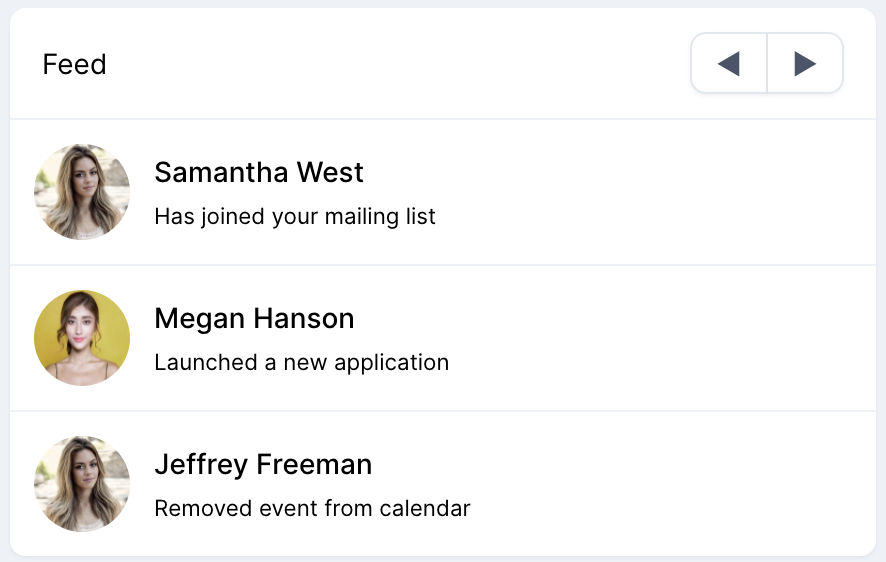 Feed
Samantha West
Has joined your mailing list
Megan Hanson
Launched a new application
Jeffrey Freeman
Removed event from calendar